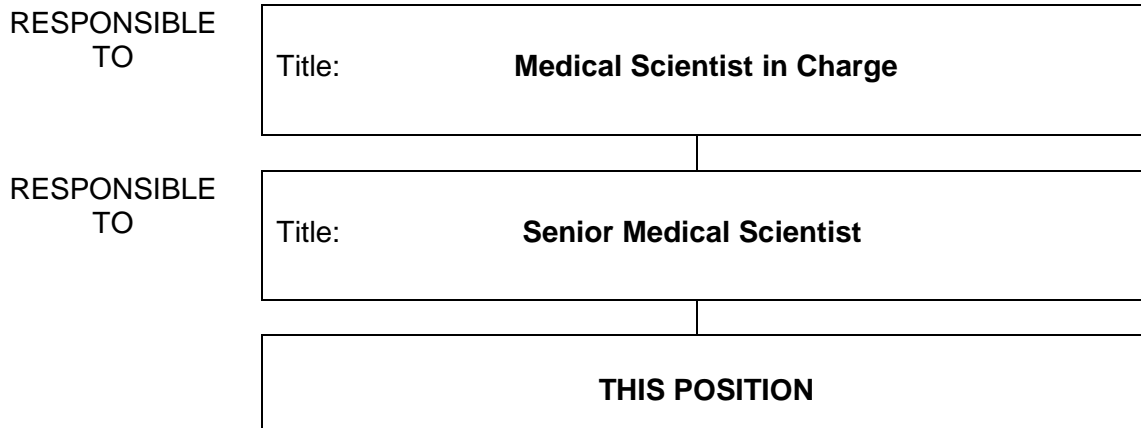 RESPONSIBLE
TO
Title: Medical Scientist in Charge
RESPONSIBLE
TO
Title: Senior Medical Scientist
THIS POSITION